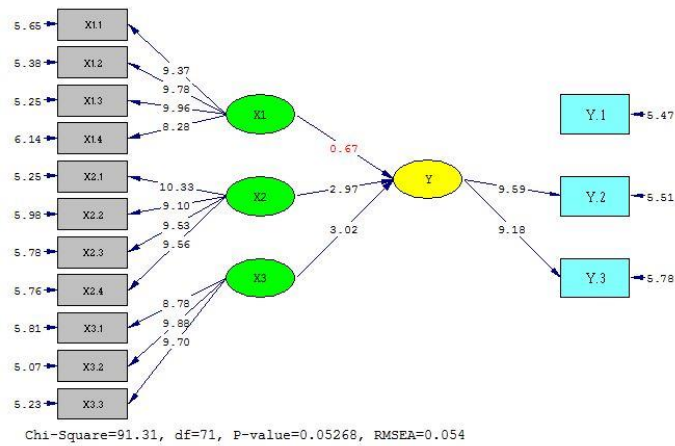 5.65 X1.1
5.38 X1.2
5.25 X1.3
6.14 X1.4
5.25 X2.1
5.98 X2.2
5.78 X2.3
5.76 X2.4
5.81 X3.1
5.07 X3.2
5.23 X3.3
9.37
9.78
9.96
8.28
10.33
9.10
9.53
9.56
8.78
9.88
9.70
X1
X2
X3
0.67
2.97
3.02
Y
9.59
9.18
Y.1 5.47
Y.2 5.51
Y.3 5.78
Chi-Square=91.31, df=71, P-value=0.05268, RMSEA=0.054